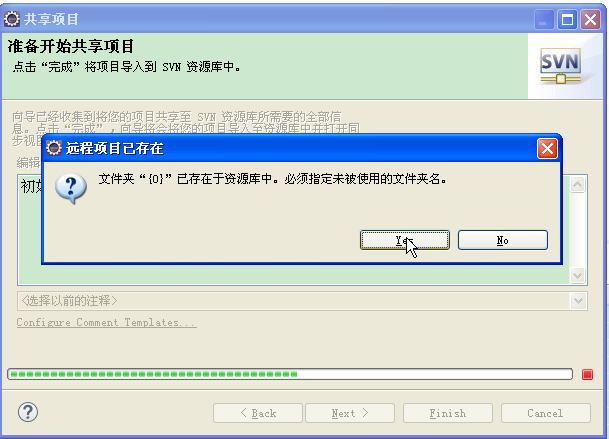 共享项目
准备开始共享项目
点击“完成”将项目导入到 SVN 资源库中。
SVN
向导已经收集到将您的项目共享至 SVN 资源库所需要的全部信
息。点击“完成”，向导将会将您的项目导入至资源库中并打开同
步视
远程项目已存在
编辑
文件夹“{0}”已存在于资源库中。必须指定未被使用的文件夹名。
初
Yes
No
<选择以前的注释>
Configure Comment Templates...
?
< Back
Next >
Finish
Cancel